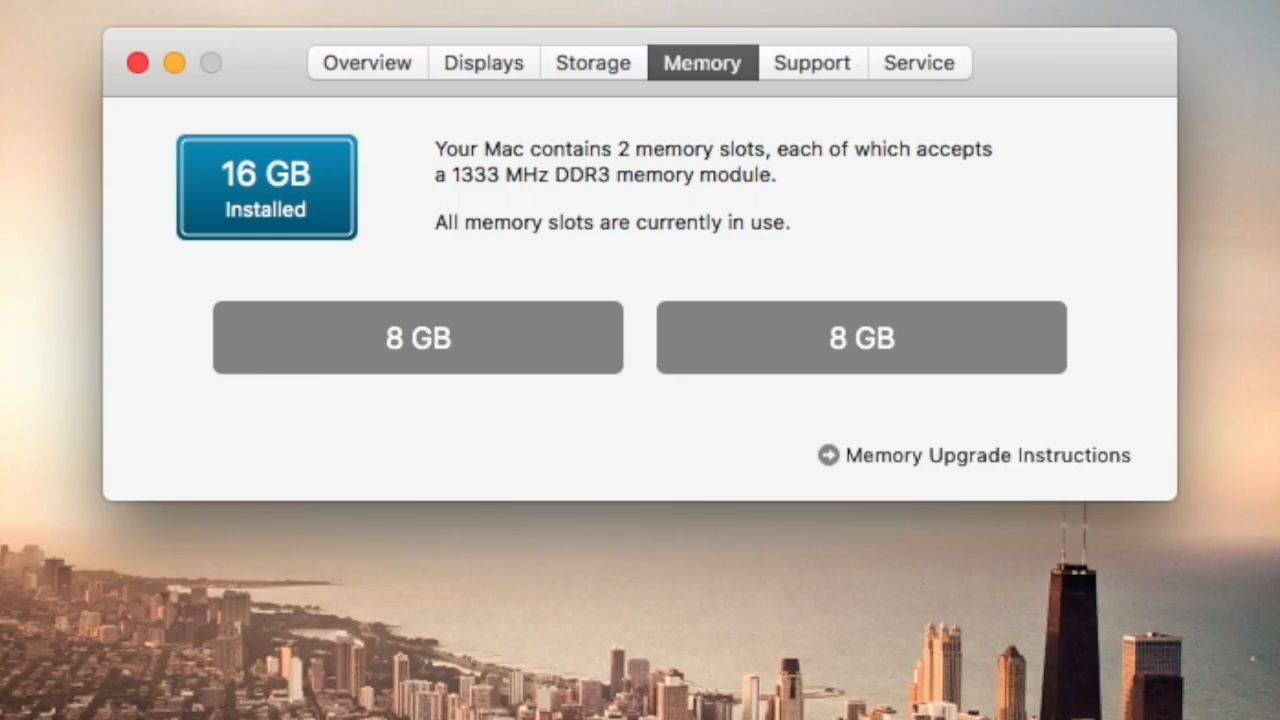 Overview Displays Storage Memory Support Service
16 GB
Installed
Your Mac contains 2 memory slots, each of which accepts
a 1333 MHz DDR3 memory module.
All memory slots are currently in use.
8 GB 8 GB
Memory Upgrade Instructions